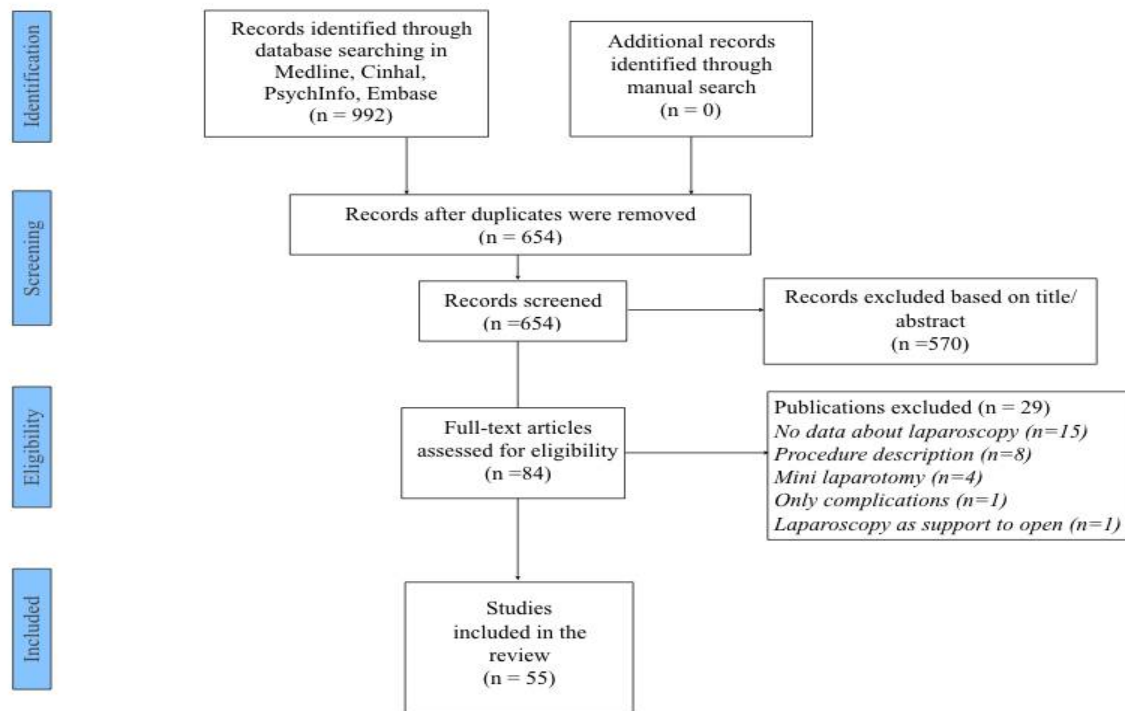 Identification
Records identified through
database searching in
Medline, Cinhal,
PsychInfo, Embase
(n = 992)
Additional records
identified through
manual search
(n = 0)
Screening
Records after duplicates were removed
(n = 654)
Records screened
(n =654)
Records excluded based on title/
abstract
(n =570)
Eligibility
Full-text articles
assessed for eligibility
(n =84)
Publications excluded (n = 29)
No data about laparoscopy (n=15)
Procedure description (n=8)
Mini laparotomy (n=4)
Only complications (n=1)
Laparoscopy as support to open (n=1)
Included
Studies
included in the
review
(n = 55)